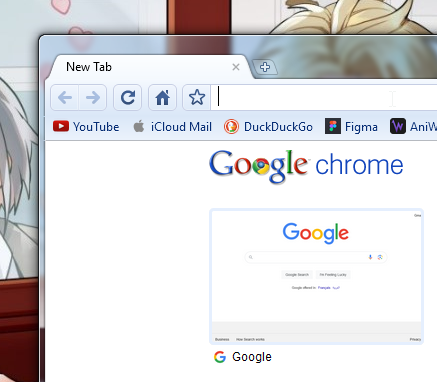 New Tab
YouTube iCloud Mail DuckDuckGo Figma AniW
Google chrome
Google
Google Search I'm Feeling Lucky
Google offered in: Français
Business How Search works Privacy
Google